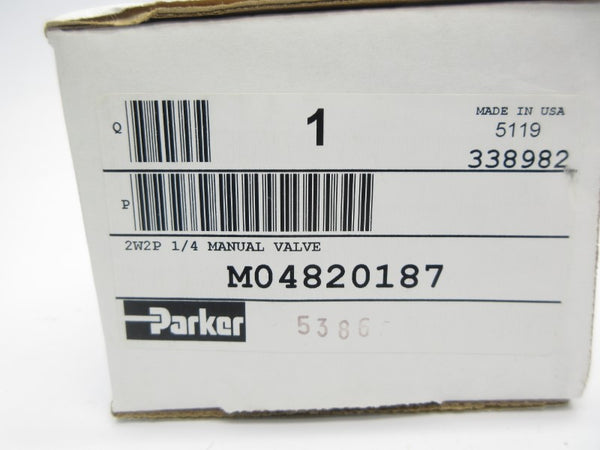 Q
1
MADE IN USA
5119
338982
P
2W2P 1/4 MANUAL VALVE
M04820187
Parker